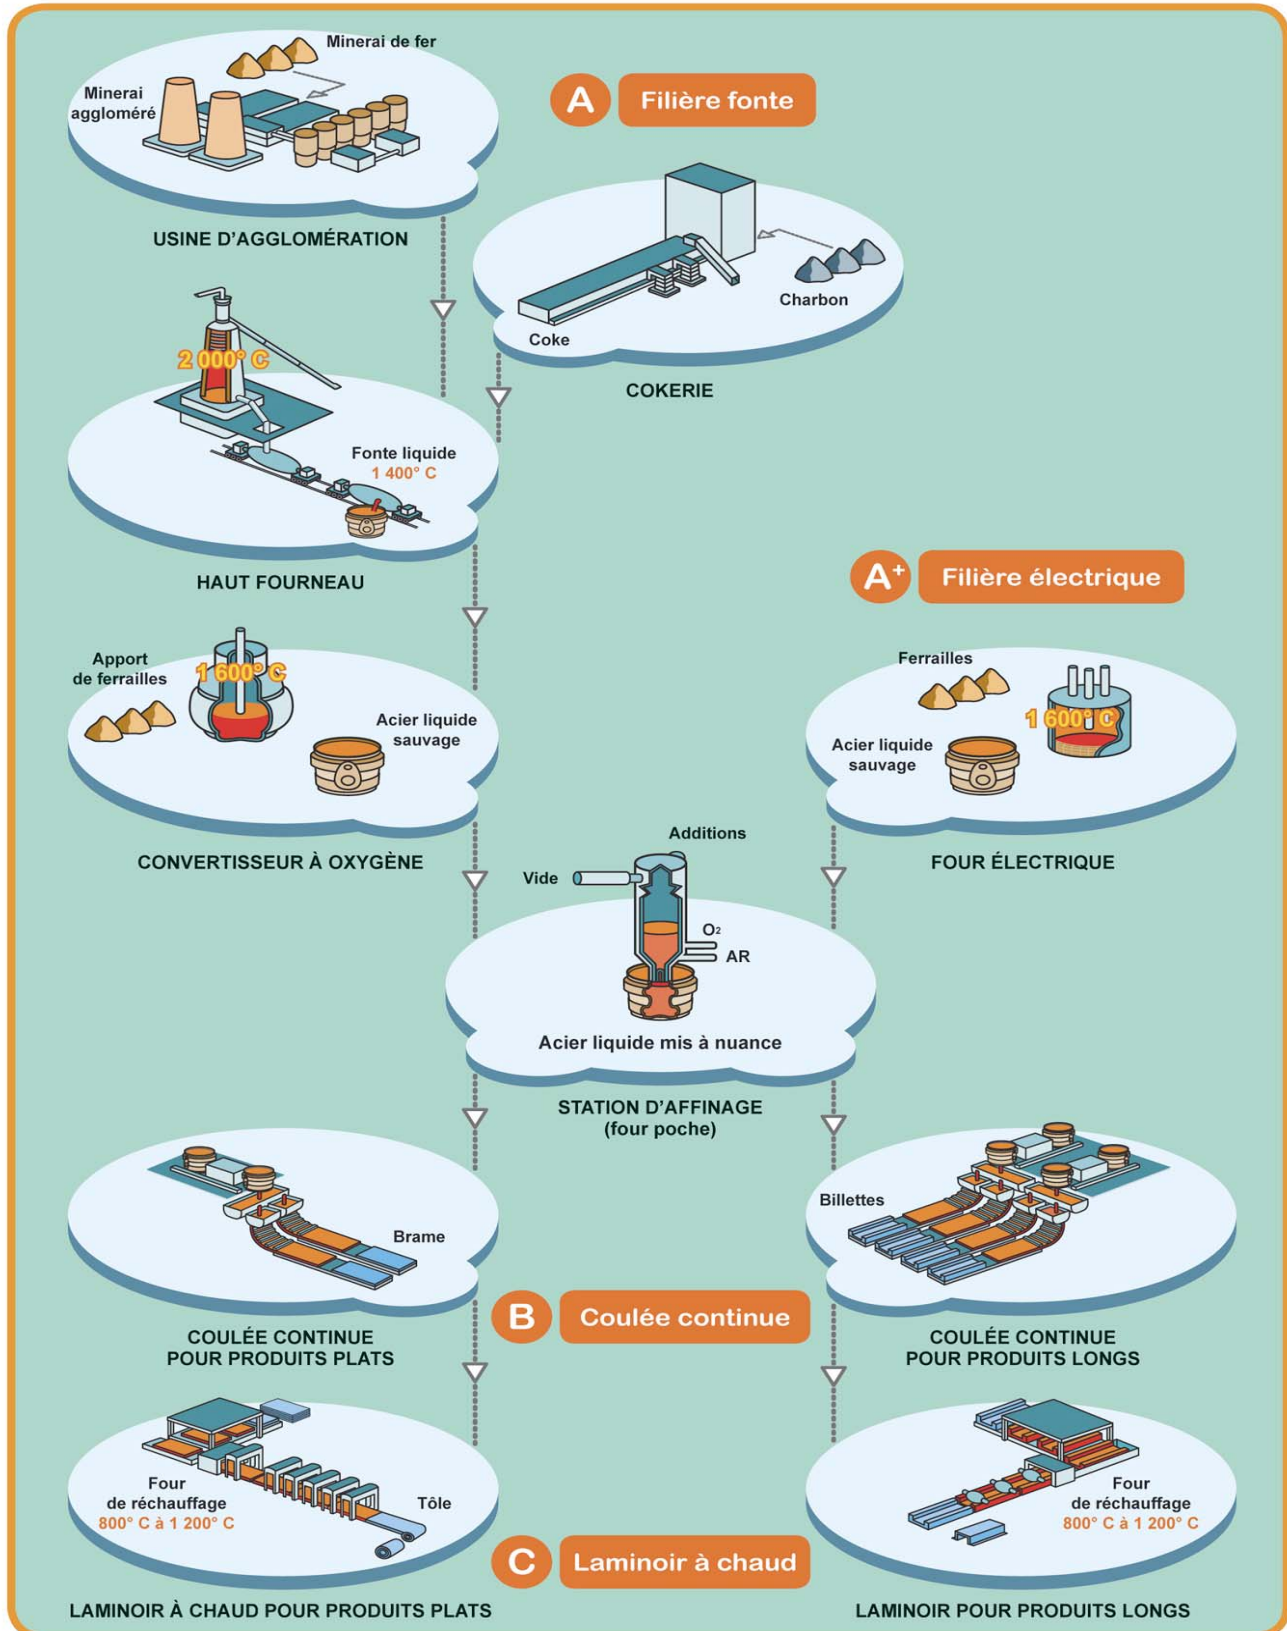 Minerai de fer
Minerai
aggloméré
A Filière fonte
USINE D'AGGLOMÉRATION
Charbon
Coke
COKERIE
2 000° C
Fonte liquide
1 400° C
HAUT FOURNEAU
A+ Filière électrique
Apport
de ferrailles
1 600° C
Acier liquide
sauvage
CONVERTISSEUR À OXYGÈNE
Ferrailles
1 600° C
Acier liquide
sauvage
FOUR ÉLECTRIQUE
Additions
Vide
O2
AR
Acier liquide mis à nuance
STATION D'AFFINAGE
(four poche)
Brame
COULÉE CONTINUE
POUR PRODUITS PLATS
B Coulée continue
Billettes
COULÉE CONTINUE
POUR PRODUITS LONGS
Four
de réchauffage
800° C à 1 200° C
Tôle
LAMINOIR À CHAUD POUR PRODUITS PLATS
C Laminoir à chaud
Four
de réchauffage
800° C à 1 200° C
LAMINOIR POUR PRODUITS LONGS